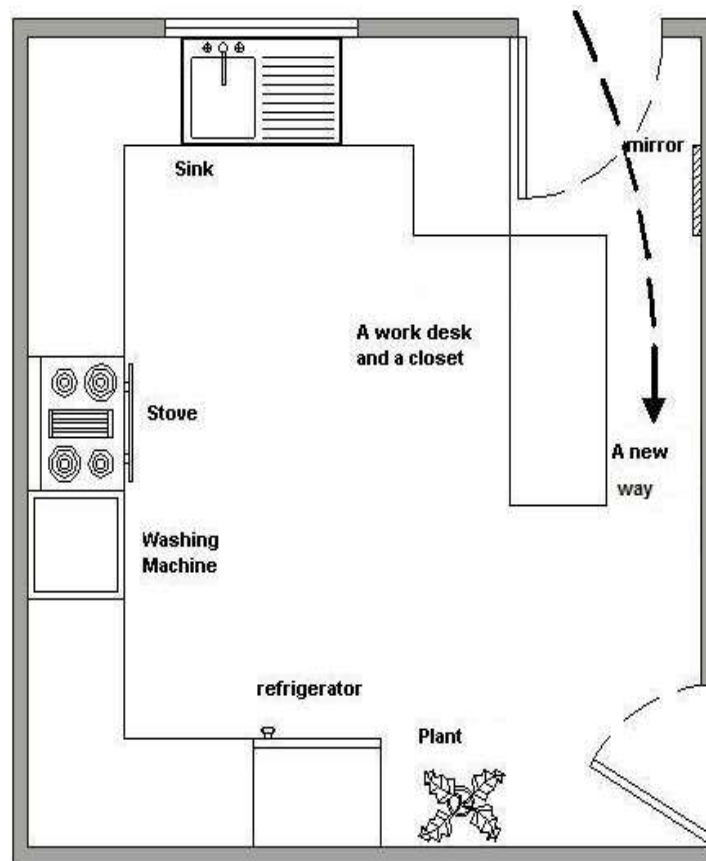 mirror
Sink
A work desk
and a closet
Stove
A new
way
Washing
Machine
refrigerator
Plant